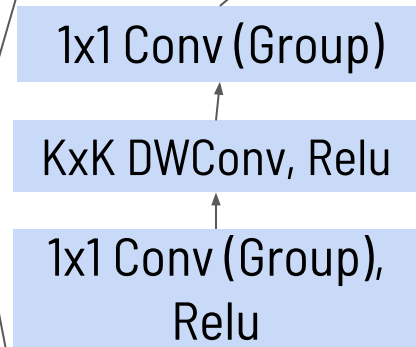 1x1 Conv (Group)
KxK DWConv, Relu
1x1 Conv (Group),
Relu